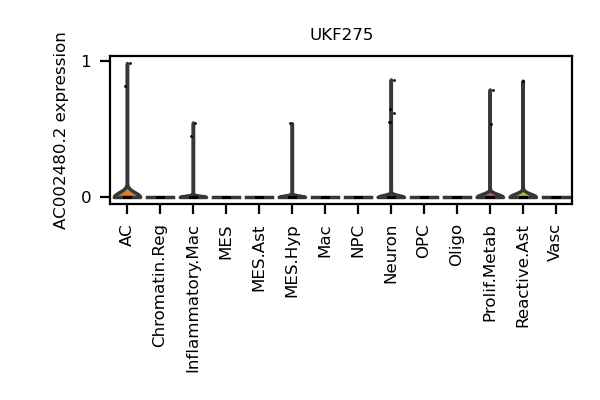 UKF275
AC002480.2 expression
1
0
AC
Chromatin.Reg
Inflammatory.Mac
MES
MES.Ast
MES.Hyp
Mac
NPC
Neuron
OPC
Oligo
Prolif.Metab
Reactive.Ast
Vasc